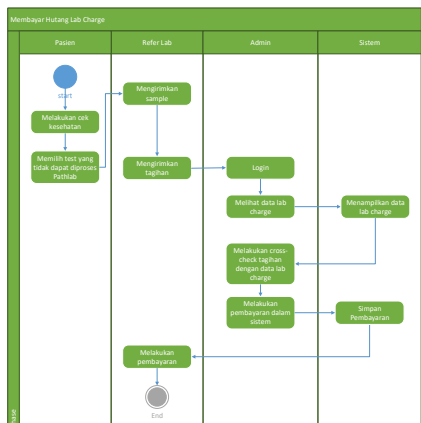 Membayar Hutang Lab Charge
Pasien
Refer Lab
Admin
Sistem
start
Melakukan cek
kesehatan
Memilih test yang
tidak dapat diproses
Pathlab
Mengirimkan
sample
Mengirimkan
tagihan
Login
Melihat data lab
charge
Menampilkan data
lab charge
Melakukan cross-
check tagihan
dengan data lab
charge
Melakukan
pembayaran dalam
sistem
Simpan
Pembayaran
Melakukan
pembayaran
End